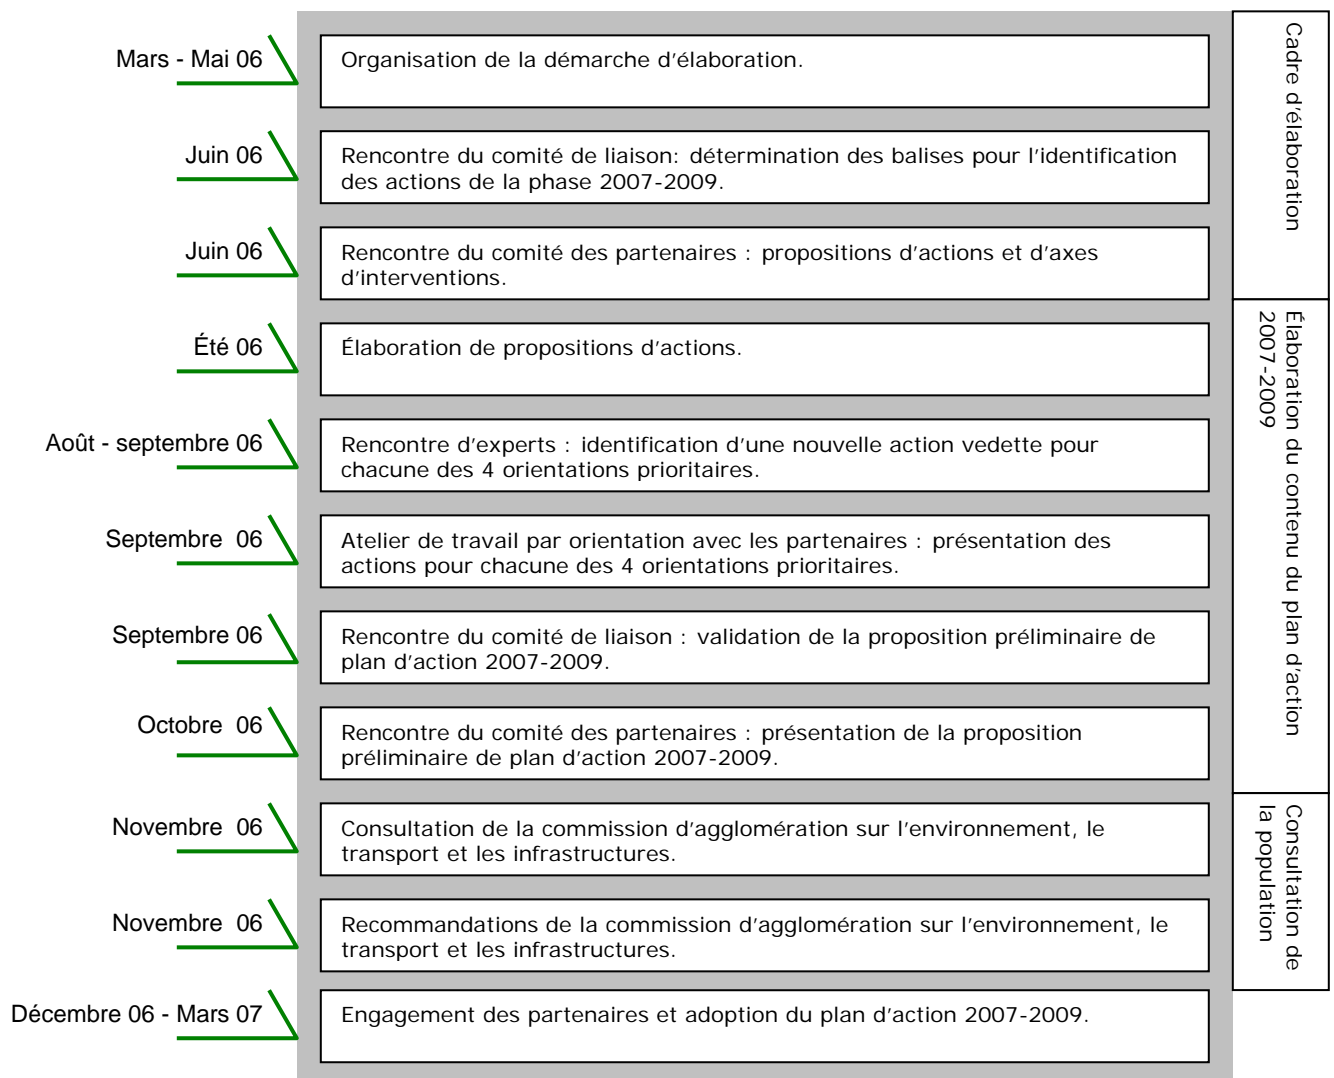 Mars - Mai 06
Organisation de la démarche d'élaboration.
Juin 06
Rencontre du comité de liaison: détermination des balises pour l'identification
des actions de la phase 2007-2009.
Juin 06
Rencontre du comité des partenaires : propositions d'actions et d'axes
d'interventions.
Cadre d'élaboration
Été 06
Élaboration de propositions d'actions.
Août - septembre 06
Rencontre d'experts : identification d'une nouvelle action vedette pour
chacune des 4 orientations prioritaires.
Septembre 06
Atelier de travail par orientation avec les partenaires : présentation des
actions pour chacune des 4 orientations prioritaires.
Septembre 06
Rencontre du comité de liaison : validation de la proposition préliminaire de
plan d'action 2007-2009.
Octobre 06
Rencontre du comité des partenaires : présentation de la proposition
préliminaire de plan d'action 2007-2009.
Élaboration du contenu du plan d'action
2007-2009
Novembre 06
Consultation de la commission d'agglomération sur l'environnement, le
transport et les infrastructures.
Novembre 06
Recommandations de la commission d'agglomération sur l'environnement, le
transport et les infrastructures.
Consultation de
la population
Décembre 06 - Mars 07
Engagement des partenaires et adoption du plan d'action 2007-2009.